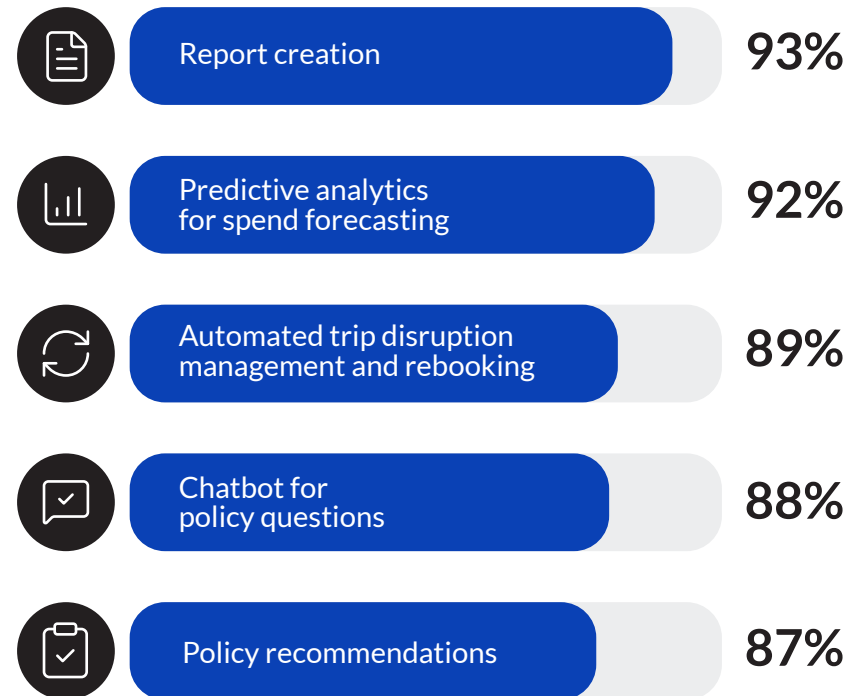 Report creation
93%
Predictive analytics
for spend forecasting
92%
Automated trip disruption
management and rebooking
89%
Chatbot for
policy questions
88%
Policy recommendations
87%